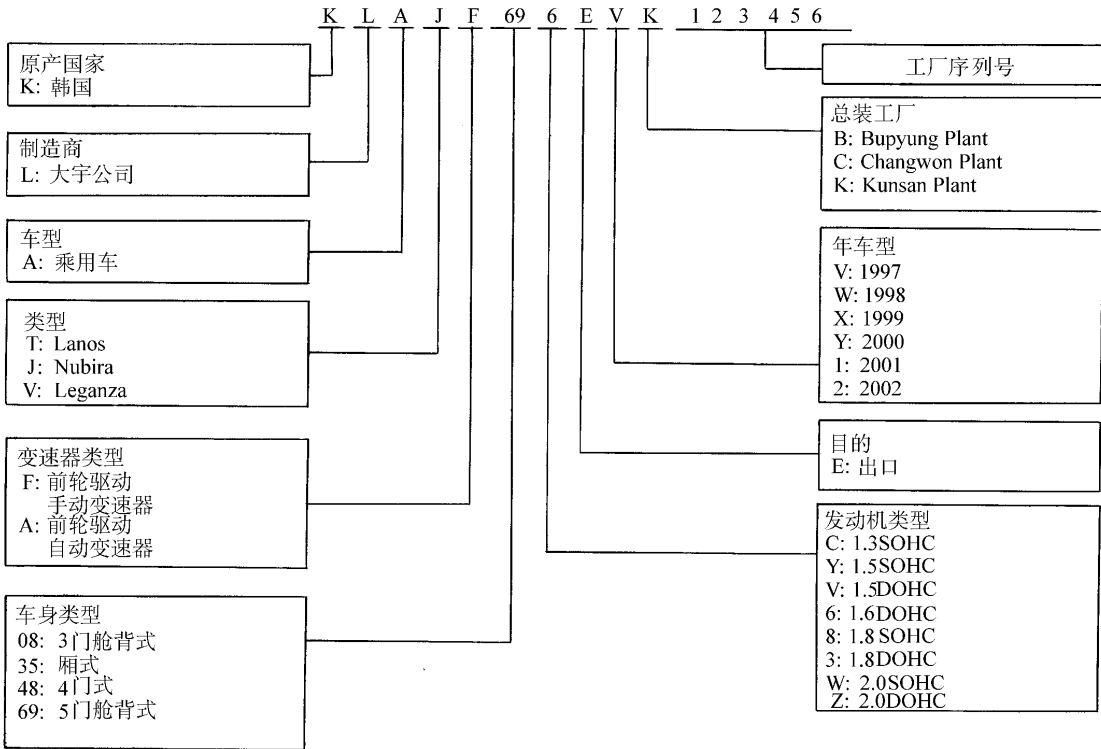 K L A J F 69 6 E V K 1 2 3 4 5 6
原产国家
K: 韩国
制造商
L: 大宇公司
车型
A: 乘用车
类型
T: Lanos
J: Nubira
V: Leganza
变速器类型
F: 前轮驱动
手动变速器
A: 前轮驱动
自动变速器
车身类型
08: 3门舱背式
35: 厢式
48: 4门式
69: 5门舱背式
工厂序列号
总装工厂
B: Bupyung Plant
C: Changwon Plant
K: Kunsan Plant
年车型
V: 1997
W: 1998
X: 1999
Y: 2000
1: 2001
2: 2002
目的
E: 出口
发动机类型
C: 1.3SOHC
Y: 1.5SOHC
V: 1.5DOHC
6: 1.6DOHC
8: 1.8SOHC
3: 1.8DOHC
W: 2.0SOHC
Z: 2.0DOHC